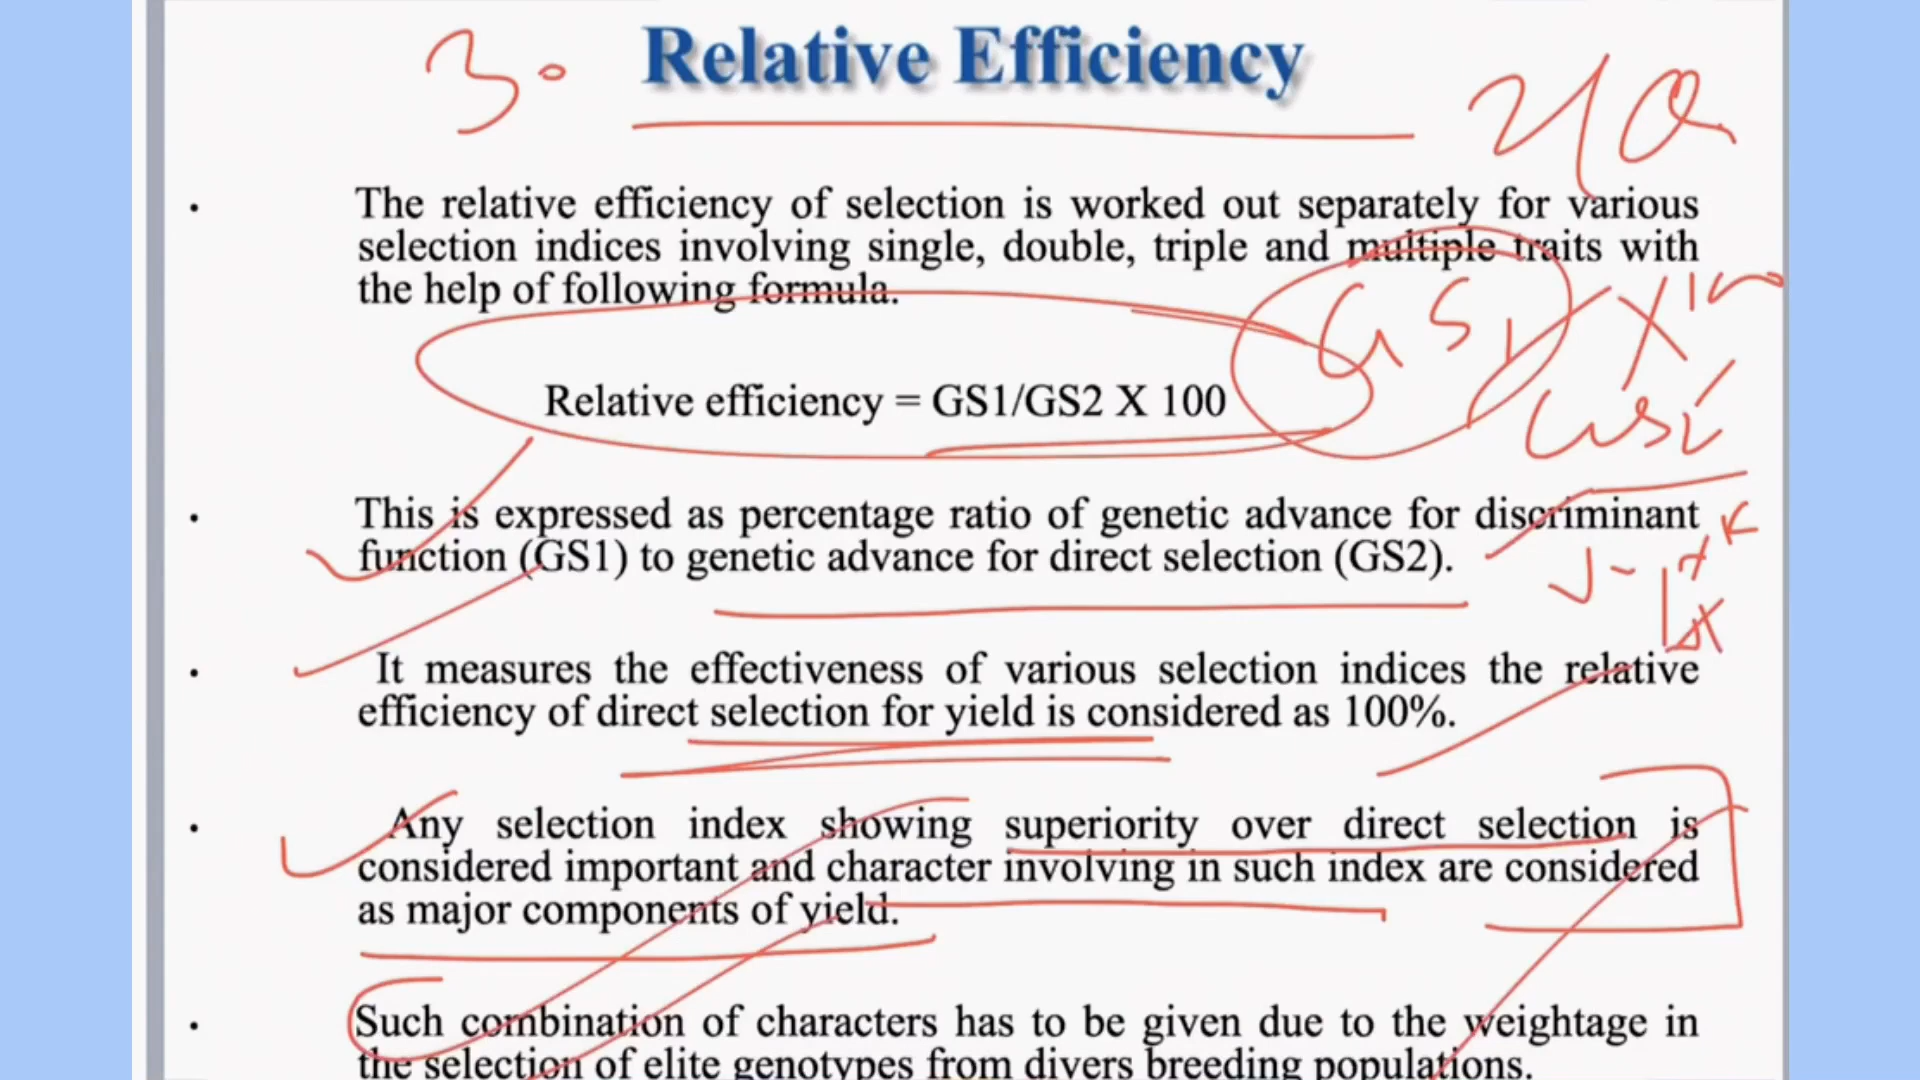 3.
Relative Efficiency
• The relative efficiency of selection is worked out separately for various
selection indices involving single, double, triple and multiple traits with
the help of following formula.
GS1 / X100
GS2
Relative efficiency = GS1/GS2 X 100
• This is expressed as percentage ratio of genetic advance for discriminant
function (GS1) to genetic advance for direct selection (GS2).
• It measures the effectiveness of various selection indices the relative
efficiency of direct selection for yield is considered as 100%.
• Any selection index showing superiority over direct selection is
considered important and character involving in such index are considered
as major components of yield.
• Such combination of characters has to be given due to the weightage in
the selection of elite genotypes from divers breeding populations.